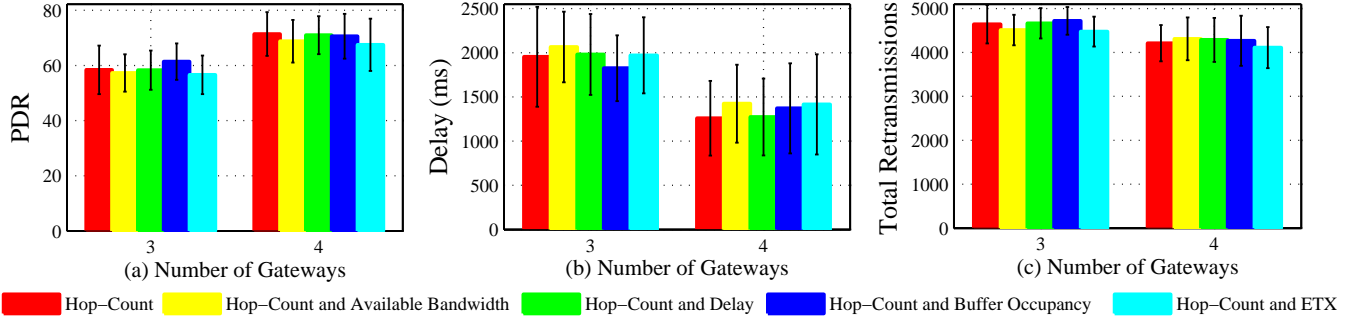 80
60
40
20
0
PDR
3
4
(a) Number of Gateways
2500
2000
1500
1000
500
0
Delay (ms)
3
4
(b) Number of Gateways
5000
4000
3000
2000
1000
0
Total Retransmissions
3
4
(c) Number of Gateways
Hop−Count
Hop−Count and Available Bandwidth
Hop−Count and Delay
Hop−Count and Buffer Occupancy
Hop−Count and ETX